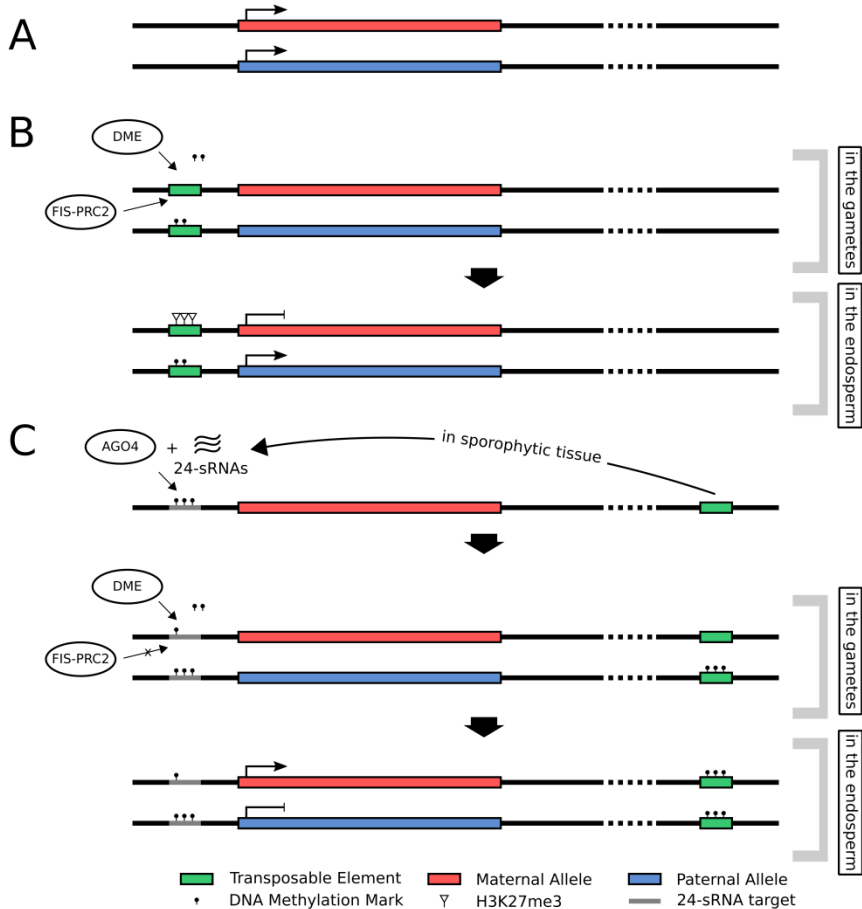 A
B
DME
FIS-PRC2
in the gametes
in the endosperm
C
AGO4
+
24-sRNAs
in sporophytic tissue
DME
FIS-PRC2
x
in the gametes
in the endosperm
Transposable Element
Maternal Allele
Paternal Allele
DNA Methylation Mark
H3K27me3
24-sRNA target